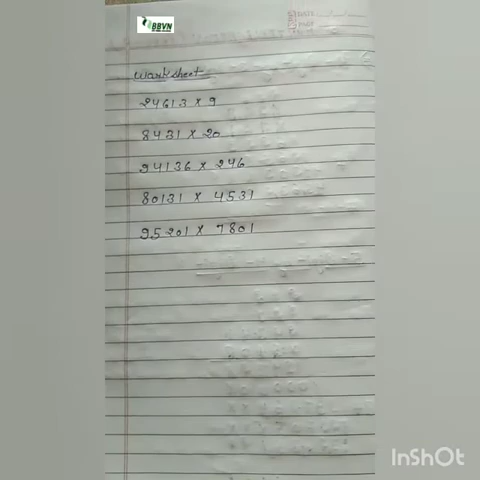 BBVN
Worksheet
24613 x 9
8431 x 20
94136 x 246
80131 x 4531
95201 x 7801
InShOt